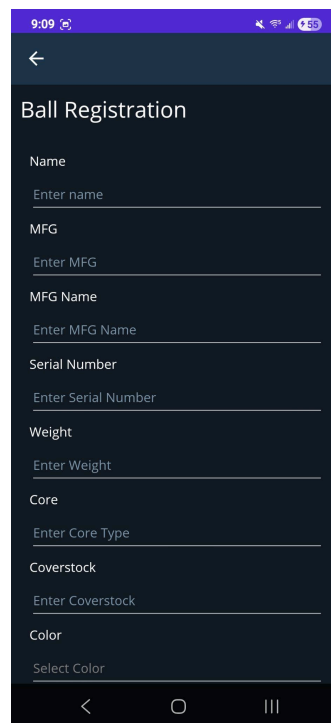 9:09
55
Ball Registration
Name
Enter name
MFG
Enter MFG
MFG Name
Enter MFG Name
Serial Number
Enter Serial Number
Weight
Enter Weight
Core
Enter Core Type
Coverstock
Enter Coverstock
Color
Select Color